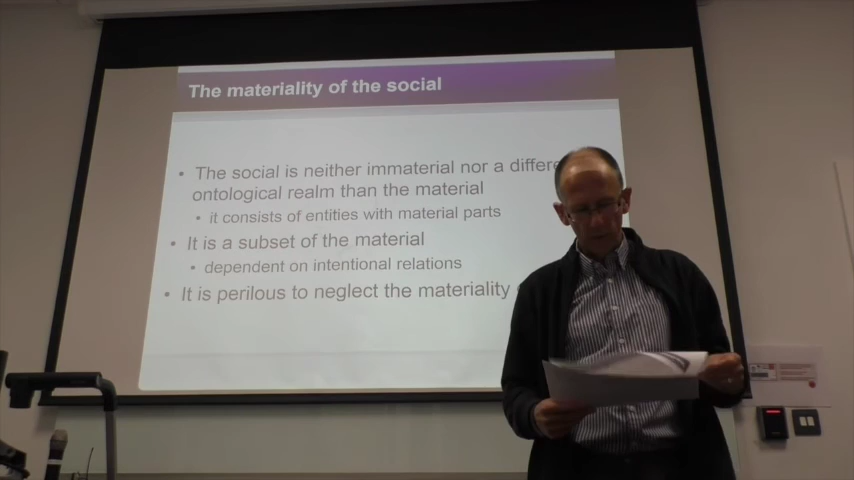 The materiality of the social
• The social is neither immaterial nor a
ontological realm than the material
• it consists of entities with material parts
• It is a subset of the material
• dependent on intentional relations
• It is perilous to neglect the materiality